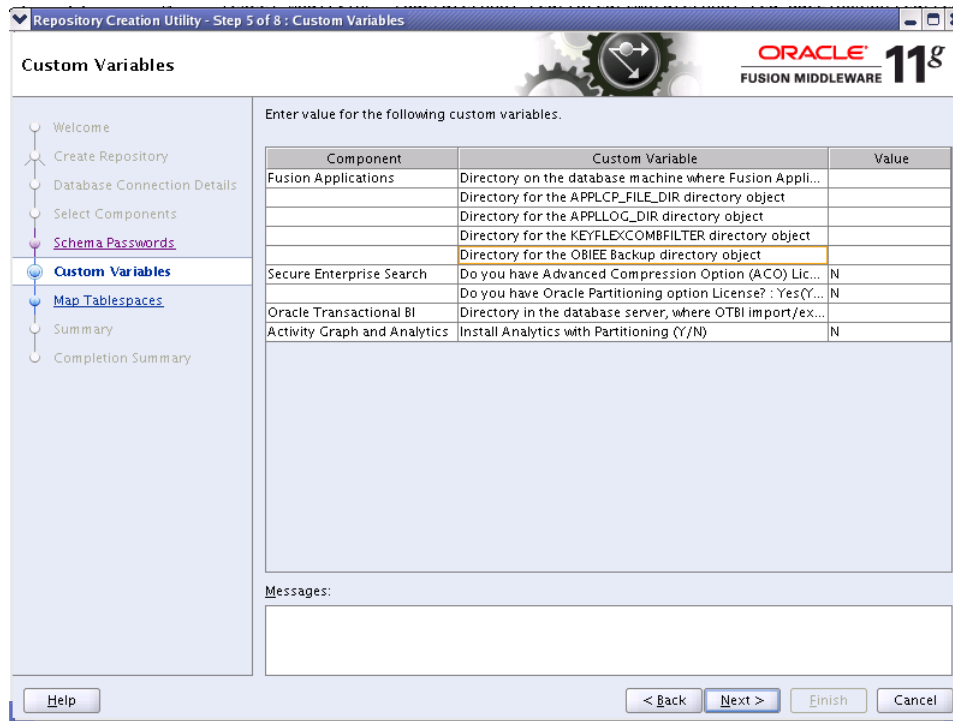 Repository Creation Utility - Step 5 of 8 : Custom Variables
Custom Variables
ORACLE
FUSION MIDDLEWARE
11g
Welcome
Create Repository
Database Connection Details
Select Components
Schema Passwords
Custom Variables
Map Tablespaces
Summary
Completion Summary
Enter value for the following custom variables.
Component Custom Variable Value
Fusion Applications Directory on the database machine where Fusion Appli...
Directory for the APPLCP_FILE_DIR directory object
Directory for the APPLLOG_DIR directory object
Directory for the KEYFLEXCOMBFILTER directory object
Directory for the OBIEE Backup directory object
Secure Enterprise Search Do you have Advanced Compression Option (ACO) Lic... N
Do you have Oracle Partitioning option License? : Yes(Y... N
Oracle Transactional BI Directory in the database server, where OTBI import/ex...
Activity Graph and Analytics Install Analytics with Partitioning (Y/N) N
Messages:
Help < Back Next > Finish Cancel